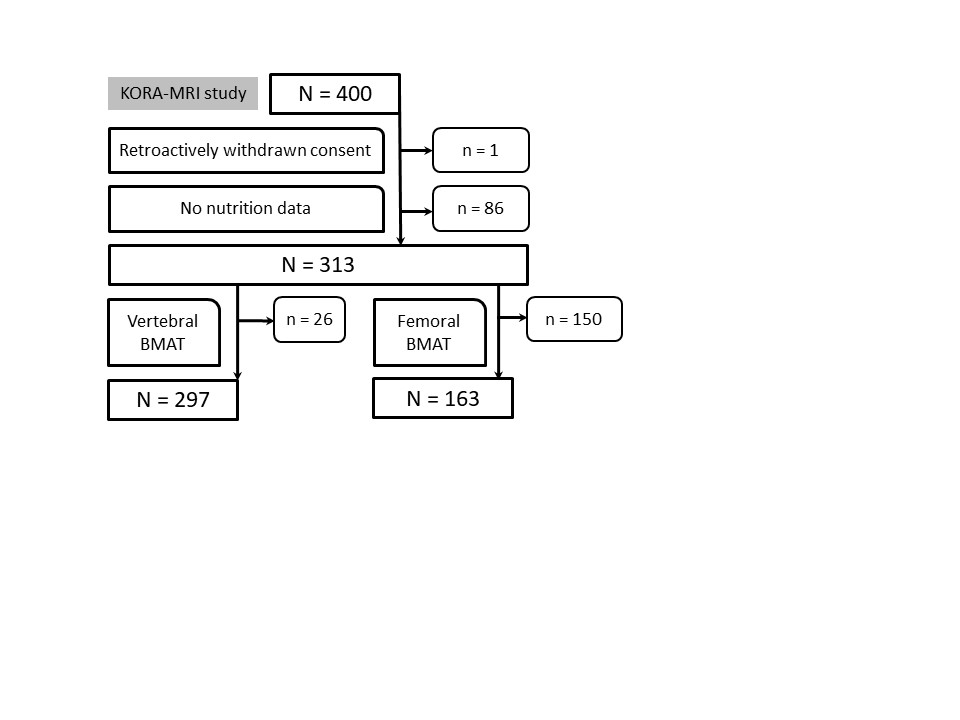 KORA-MRI study
N = 400
Retroactively withdrawn consent
n = 1
No nutrition data
n = 86
N = 313
Vertebral
BMAT
n = 26
Femoral
BMAT
n = 150
N = 297
N = 163